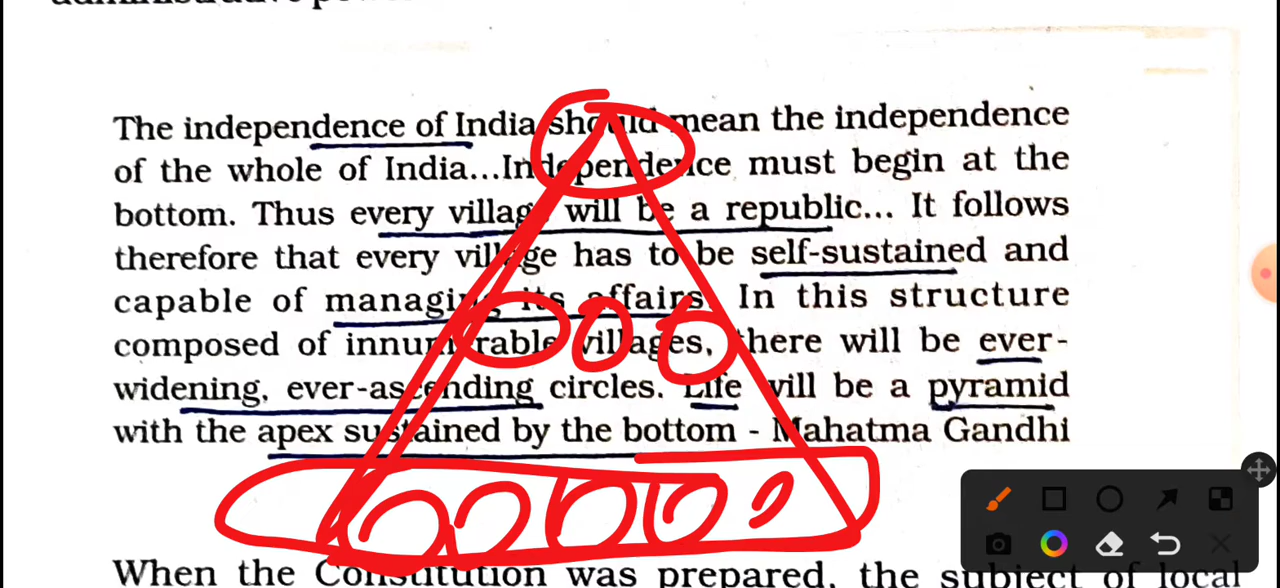 The independence of India should mean the independence
of the whole of India...Independence must begin at the
bottom. Thus every village will be a republic... It follows
therefore that every village has to be self-sustained and
capable of managing its affairs. In this structure
composed of innumerable villages, there will be ever-
widening, ever-ascending circles. Life will be a pyramid
with the apex sustained by the bottom - Mahatma Gandhi
When the Constitution was prepared, the subject of local